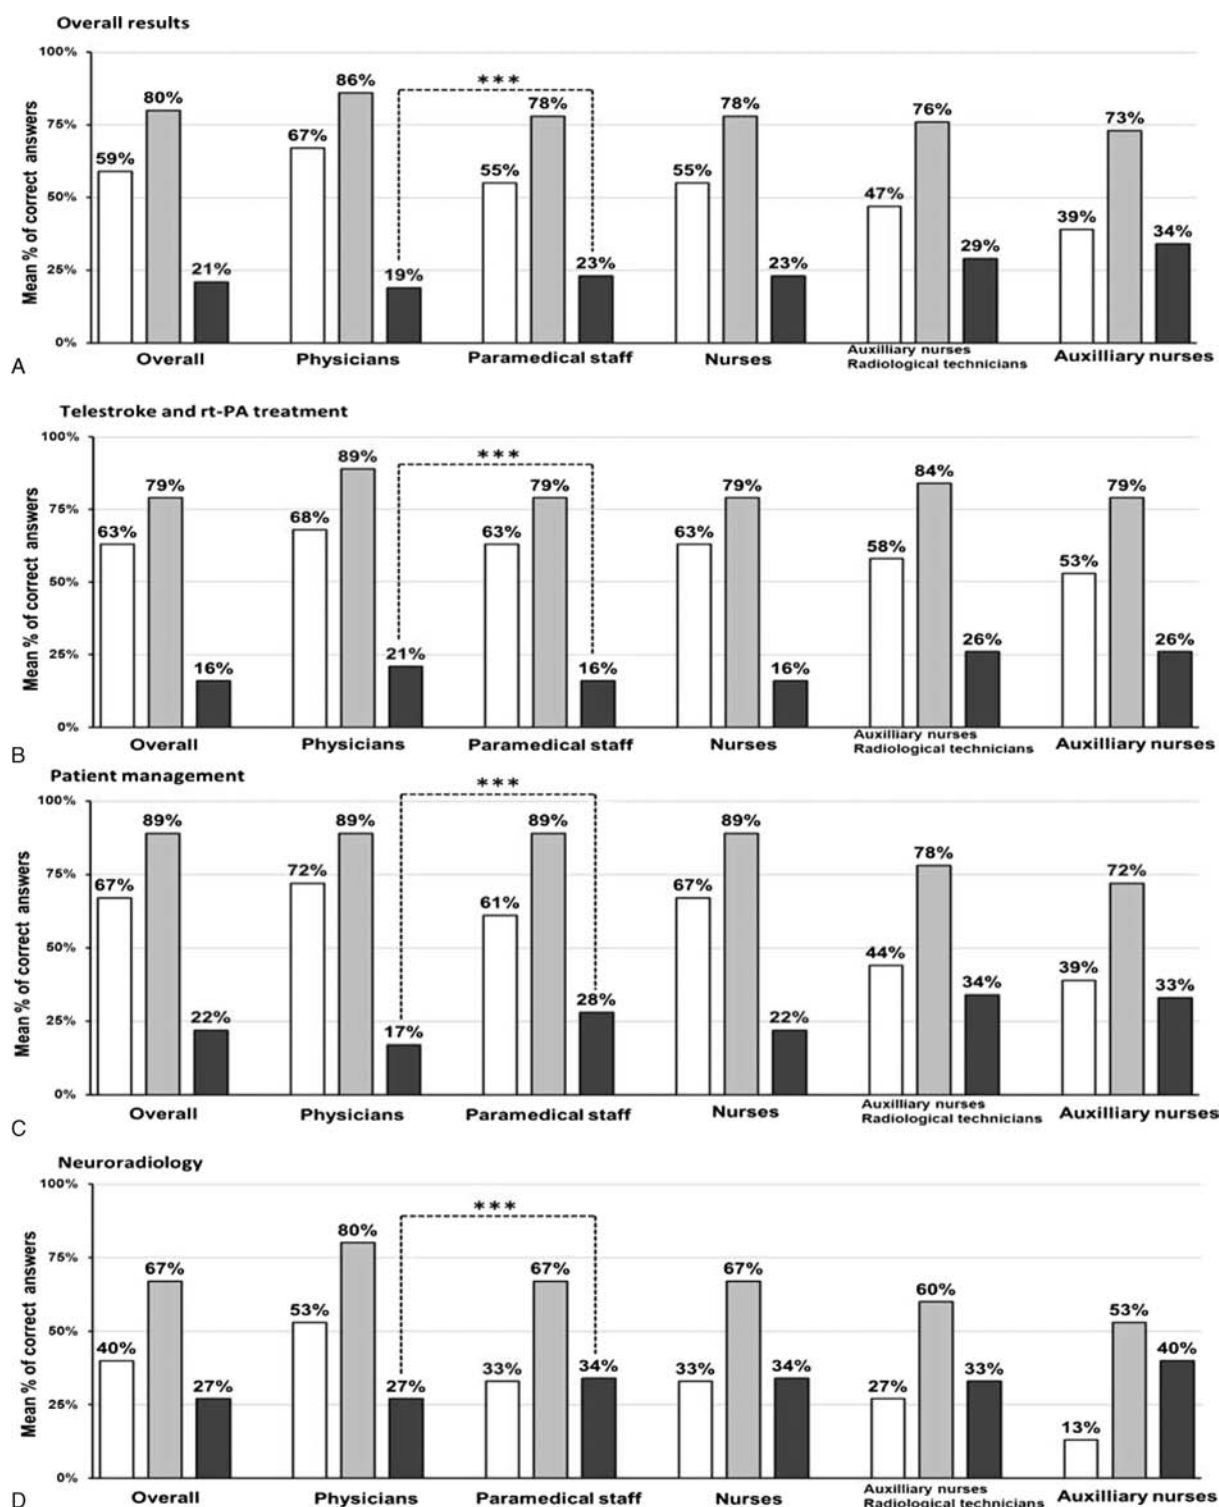 Overall results
100%
75%
50%
25%
0%
Mean % of correct answers
59% 80% 21%
67% 86% 19%
***
55% 78% 23%
55% 78% 23%
47% 76% 29%
39% 73% 34%
Overall
Physicians
Paramedical staff
Nurses
Auxilliary nurses
Radiological technicians
Auxilliary nurses
A
Telestroke and rt-PA treatment
100%
75%
50%
25%
0%
Mean % of correct answers
63% 79% 16%
68% 89% 21%
***
63% 79% 16%
63% 79% 16%
58% 84% 26%
53% 79% 26%
Overall
Physicians
Paramedical staff
Nurses
Auxilliary nurses
Radiological technicians
Auxilliary nurses
B
Patient management
100%
75%
50%
25%
0%
Mean % of correct answers
67% 89% 22%
72% 89% 17%
***
61% 89% 28%
67% 89% 22%
44% 78% 34%
39% 72% 33%
Overall
Physicians
Paramedical staff
Nurses
Auxilliary nurses
Radiological technicians
Auxilliary nurses
C
Neuroradiology
100%
75%
50%
25%
0%
Mean % of correct answers
40% 67% 27%
53% 80% 27%
***
33% 67% 34%
33% 67% 34%
27% 60% 33%
13% 53% 40%
Overall
Physicians
Paramedical staff
Nurses
Auxilliary nurses
Radiological technicians
Auxilliary nurses
D